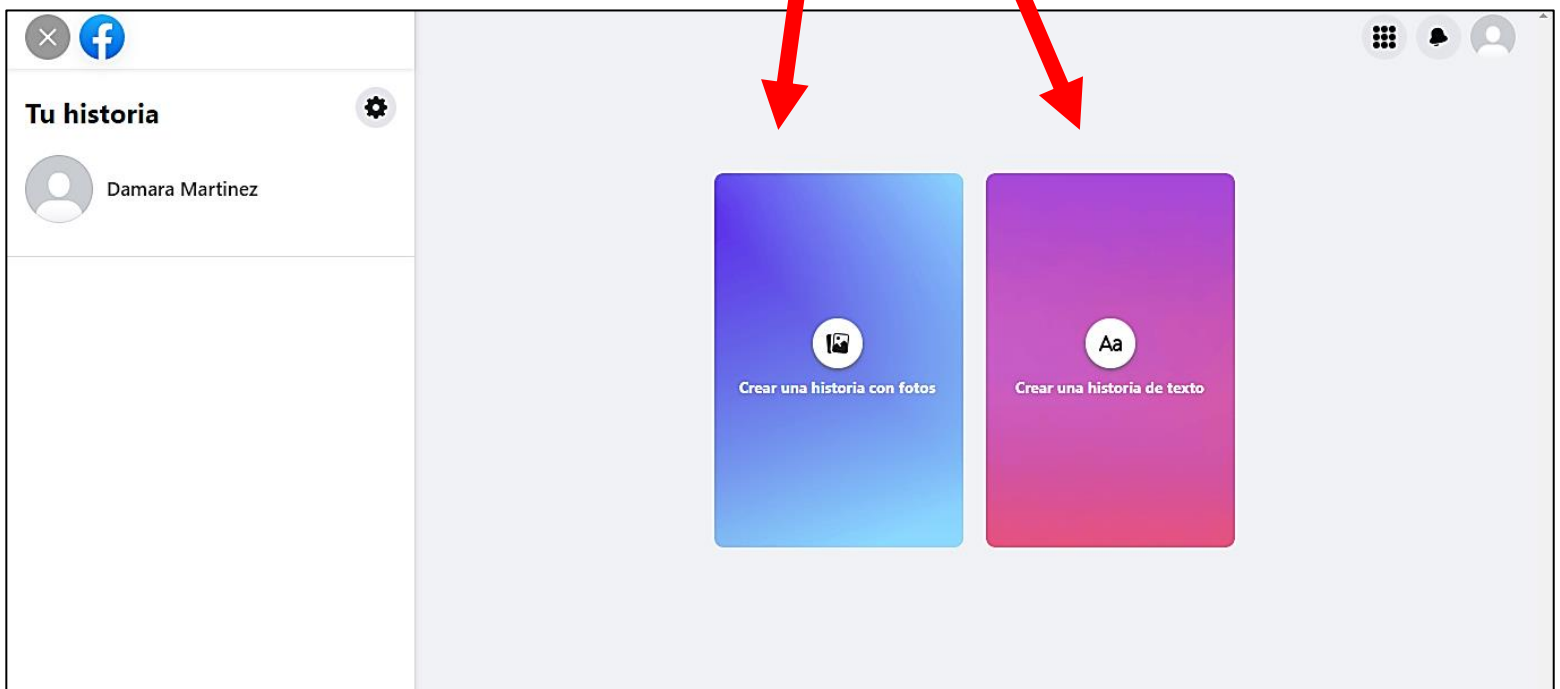 Tu historia
Damara Martinez
Aa
Crear una historia con fotos
Crear una historia de texto